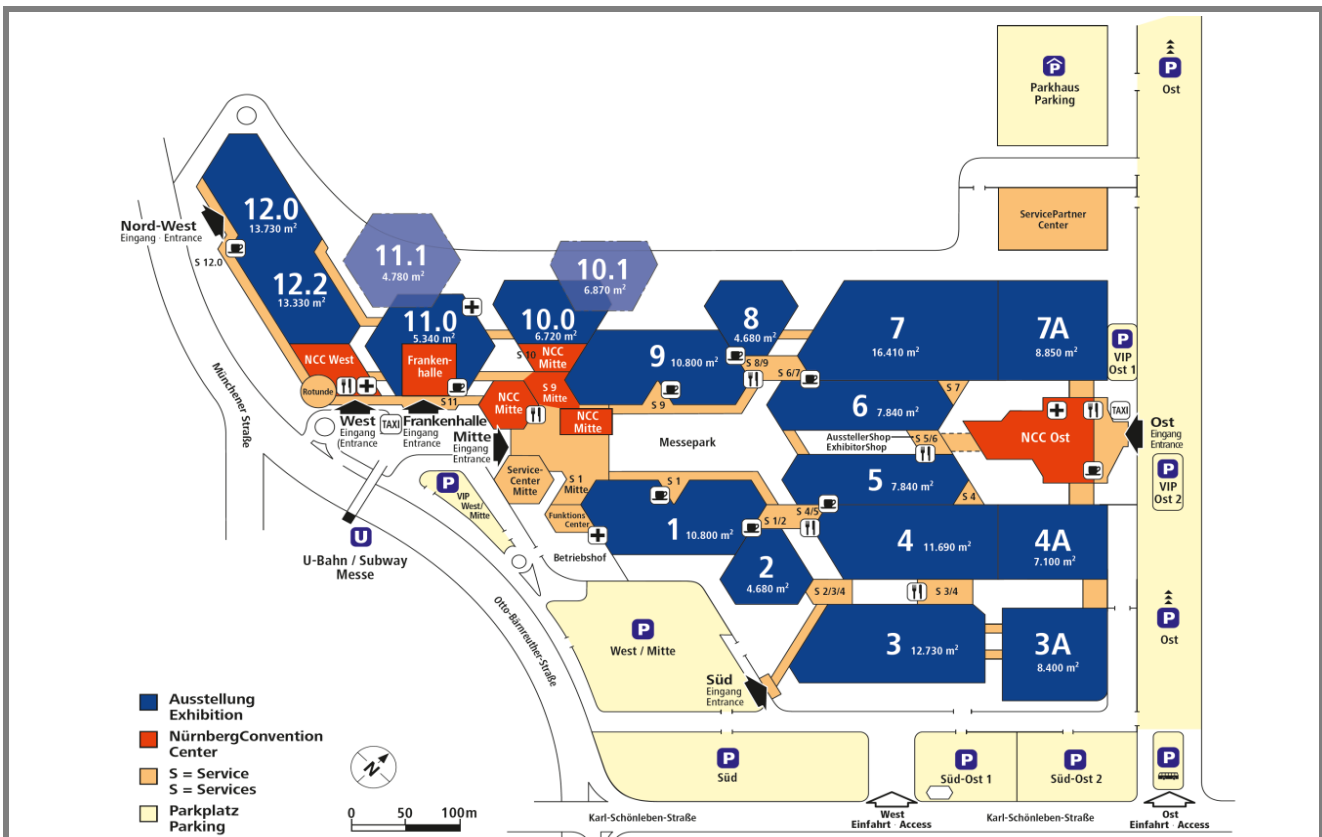 P
Parkhaus
Parking
P
Ost
ServicePartner
Center
Nord-West
Eingang · Entrance
S 12.0
12.0
13.730 m²
12.2
13.330 m²
11.1
4.780 m²
11.0
5.340 m²
10.1
6.870 m²
10.0
6.720 m²
8
4.680 m²
7
16.410 m²
7A
8.850 m²
P
VIP
Ost 1
NCC West
Franken-
halle
S 10
NCC
Mitte
9 10.800 m²
S 8/9
S 6/7
S 7
Rotunde
S 11
NCC
Mitte
S 9
Mitte
NCC
Mitte
S 9
6 7.840 m²
Münchener Straße
West
Eingang
Entrance
TAXI
Frankenhalle
Eingang
Entrance
Mitte
Eingang
Entrance
Messepark
AusstellerShop
ExhibitorShop
S 5/6
NCC Ost
TAXI
Ost
Eingang
Entrance
P
VIP
Ost 2
P
VIP
West/
Mitte
Service-
Center
Mitte
S 1
Mitte
S 1
5 7.840 m²
S 4
Funktions
Center
1 10.800 m²
S 1/2
S 4/5
4 11.690 m²
4A
7.100 m²
U
U-Bahn / Subway
Messe
Betriebshof
2
4.680 m²
S 2/3/4
S 3/4
Otto-Bärnreuther-Straße
P
West / Mitte
3 12.730 m²
3A
8.400 m²
P
Ost
Süd
Eingang
Entrance
Ausstellung
Exhibition
NürnbergConvention
Center
S = Service
S = Services
Parkplatz
Parking
N
0 50 100m
P
Süd
P
Süd-Ost 1
P
Süd-Ost 2
P
Karl-Schönleben-Straße
West
Einfahrt · Access
Karl-Schönleben-Straße
Ost
Einfahrt · Access